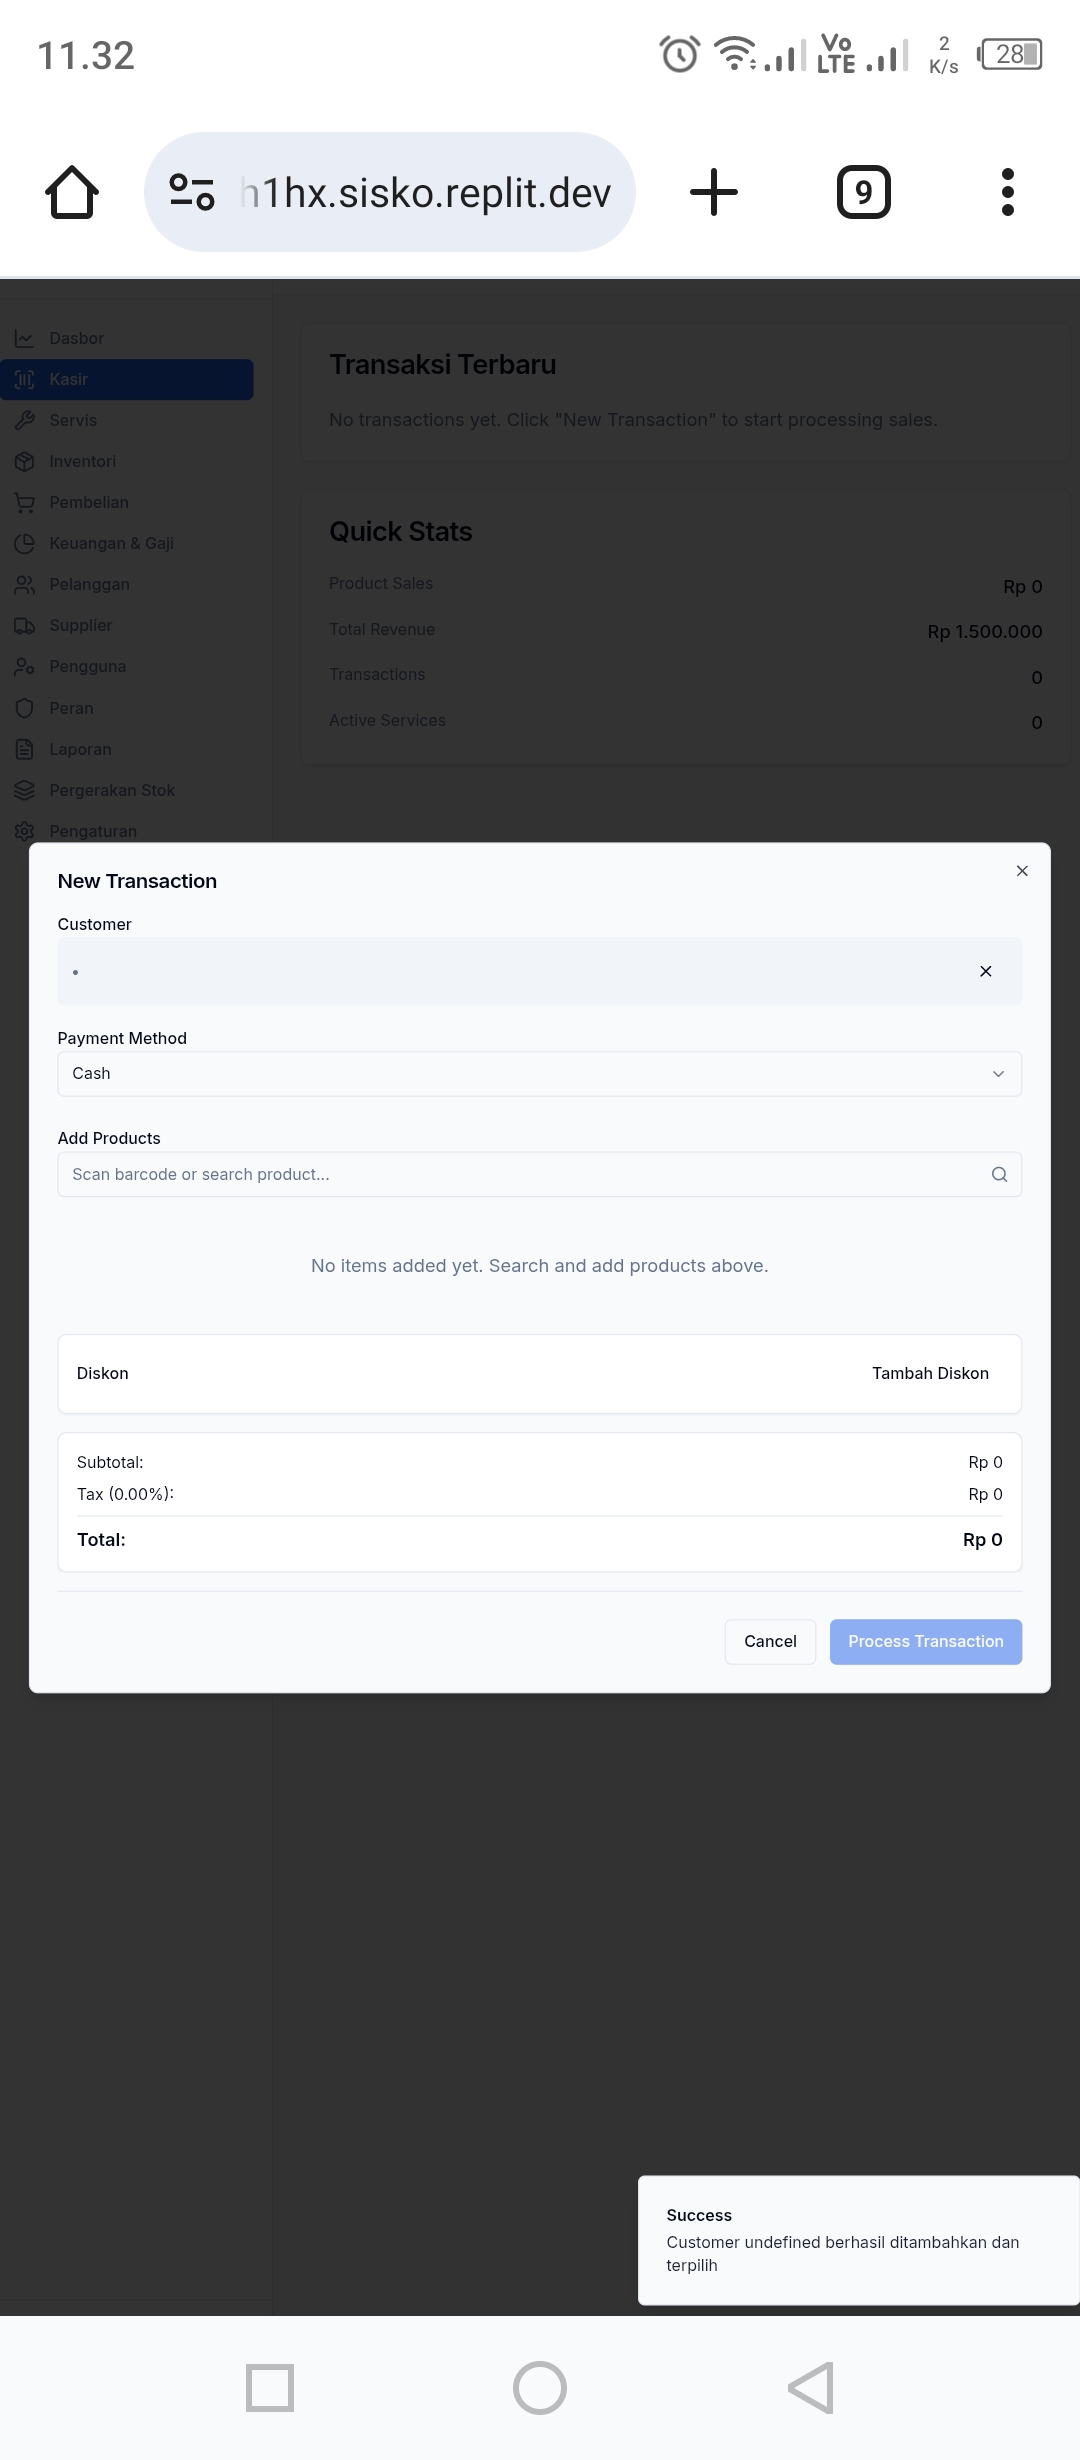 11.32
Vo
LTE
2
K/s
28
h1hx.sisko.replit.dev
9
Dasbor
Kasir
Servis
Inventori
Pembelian
Keuangan & Gaji
Pelanggan
Supplier
Pengguna
Peran
Laporan
Pergerakan Stok
Pengaturan
Transaksi Terbaru
No transactions yet. Click "New Transaction" to start processing sales.
Quick Stats
Product Sales Rp 0
Total Revenue Rp 1.500.000
Transactions 0
Active Services 0
New Transaction
Customer
•
Payment Method
Cash
Add Products
Scan barcode or search product...
No items added yet. Search and add products above.
Diskon Tambah Diskon
Subtotal: Rp 0
Tax (0.00%): Rp 0
Total: Rp 0
Cancel Process Transaction
Success
Customer undefined berhasil ditambahkan dan
terpilih